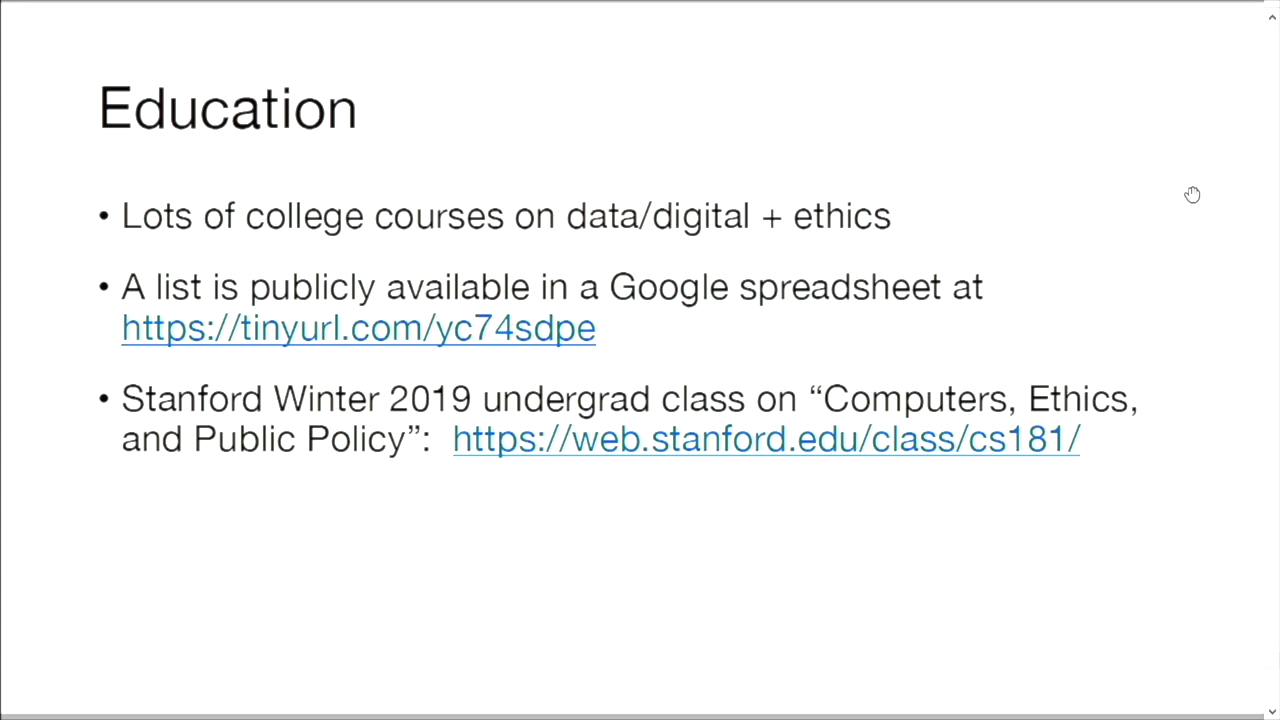 Education
• Lots of college courses on data/digital + ethics
• A list is publicly available in a Google spreadsheet at
https://tinyurl.com/yc74sdpe
• Stanford Winter 2019 undergrad class on “Computers, Ethics,
and Public Policy”:  https://web.stanford.edu/class/cs181/